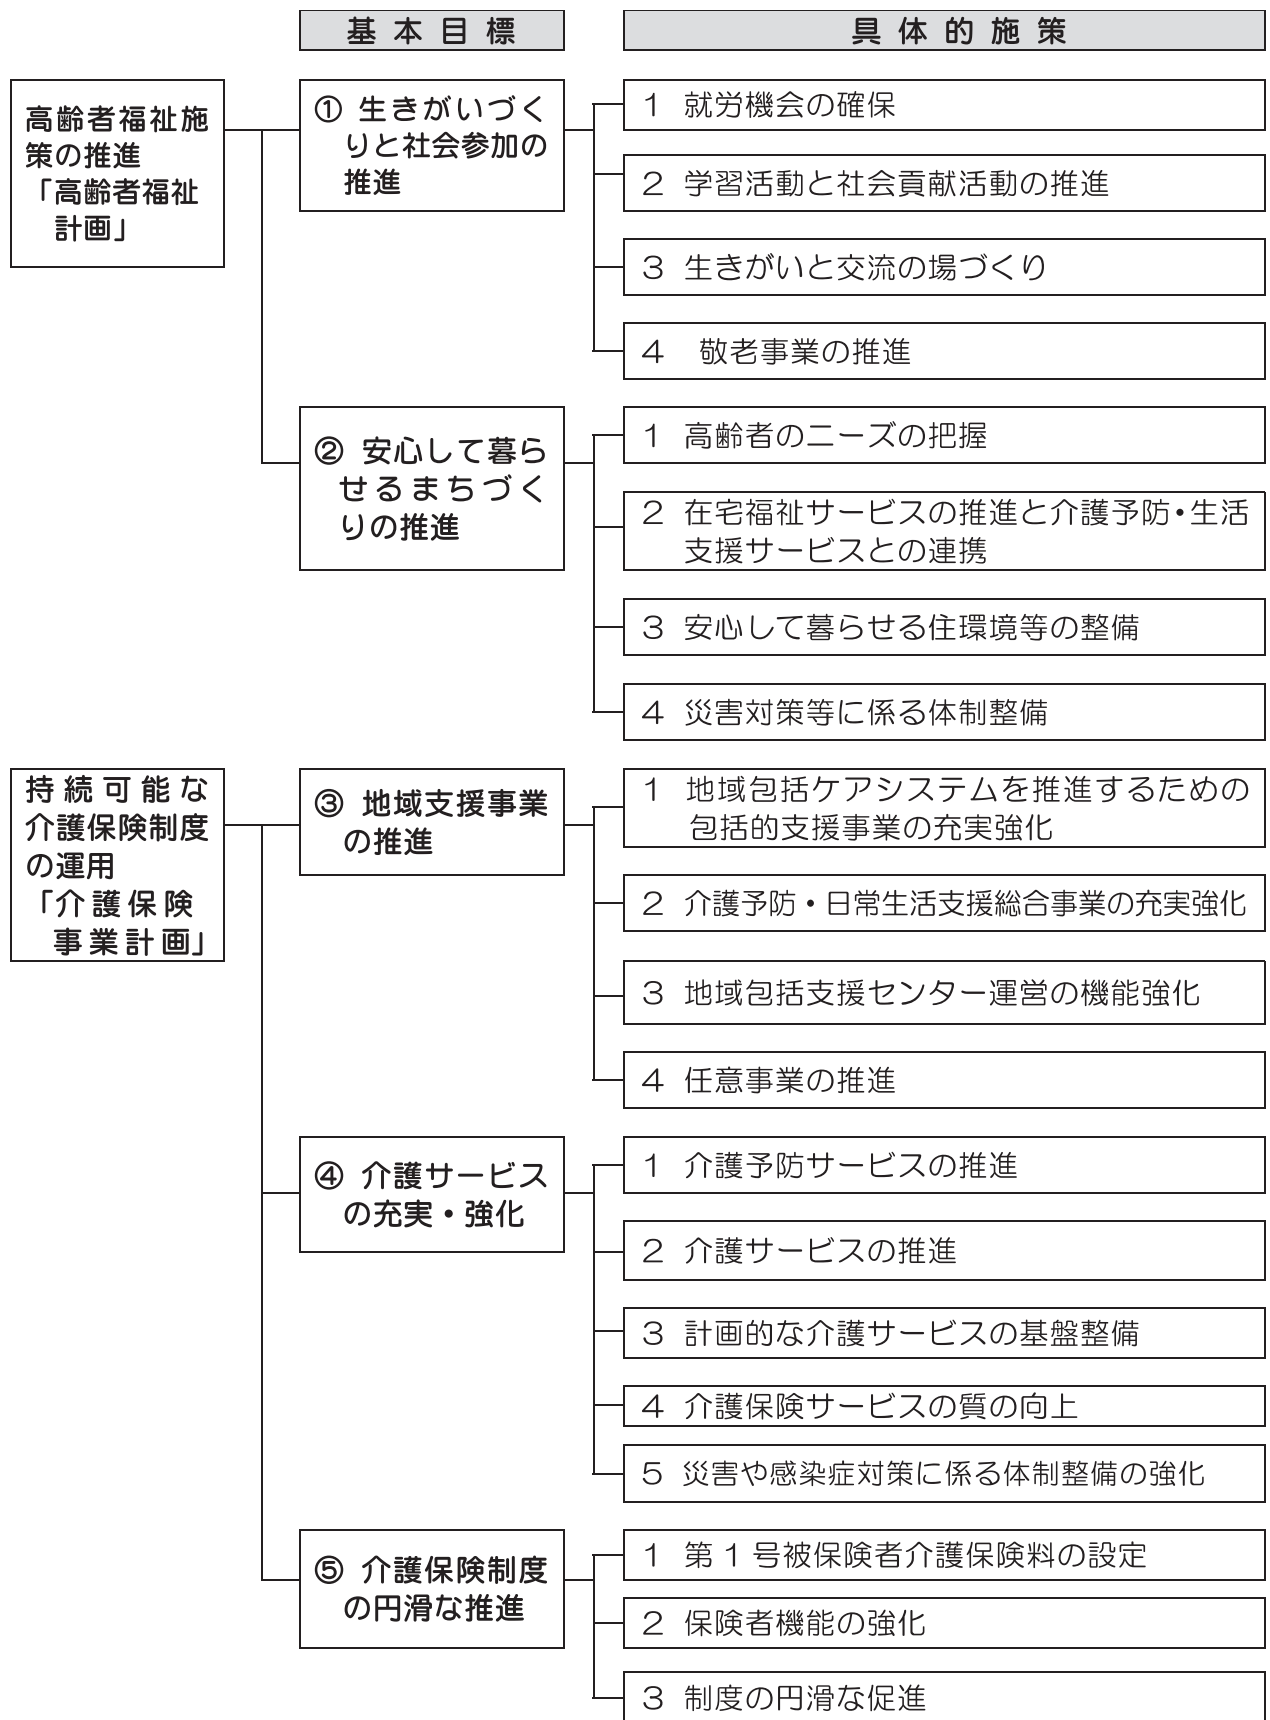 基本目標
具体的施策
高齢者福祉施
策の推進
「高齢者福祉
計画」
① 生きがいづく
りと社会参加の
推進
1 就労機会の確保
2 学習活動と社会貢献活動の推進
3 生きがいと交流の場づくり
4 敬老事業の推進
② 安心して暮ら
せるまちづく
りの推進
1 高齢者のニーズの把握
2 在宅福祉サービスの推進と介護予防・生活
支援サービスとの連携
3 安心して暮らせる住環境等の整備
4 災害対策等に係る体制整備
持続可能な
介護保険制度
の運用
「介護保険
事業計画」
③ 地域支援事業
の推進
1 地域包括ケアシステムを推進するための
包括的支援事業の充実強化
2 介護予防・日常生活支援総合事業の充実強化
3 地域包括支援センター運営の機能強化
4 任意事業の推進
④ 介護サービス
の充実・強化
1 介護予防サービスの推進
2 介護サービスの推進
3 計画的な介護サービスの基盤整備
4 介護保険サービスの質の向上
5 災害や感染症対策に係る体制整備の強化
⑤ 介護保険制度
の円滑な推進
1 第1号被保険者介護保険料の設定
2 保険者機能の強化
3 制度の円滑な促進